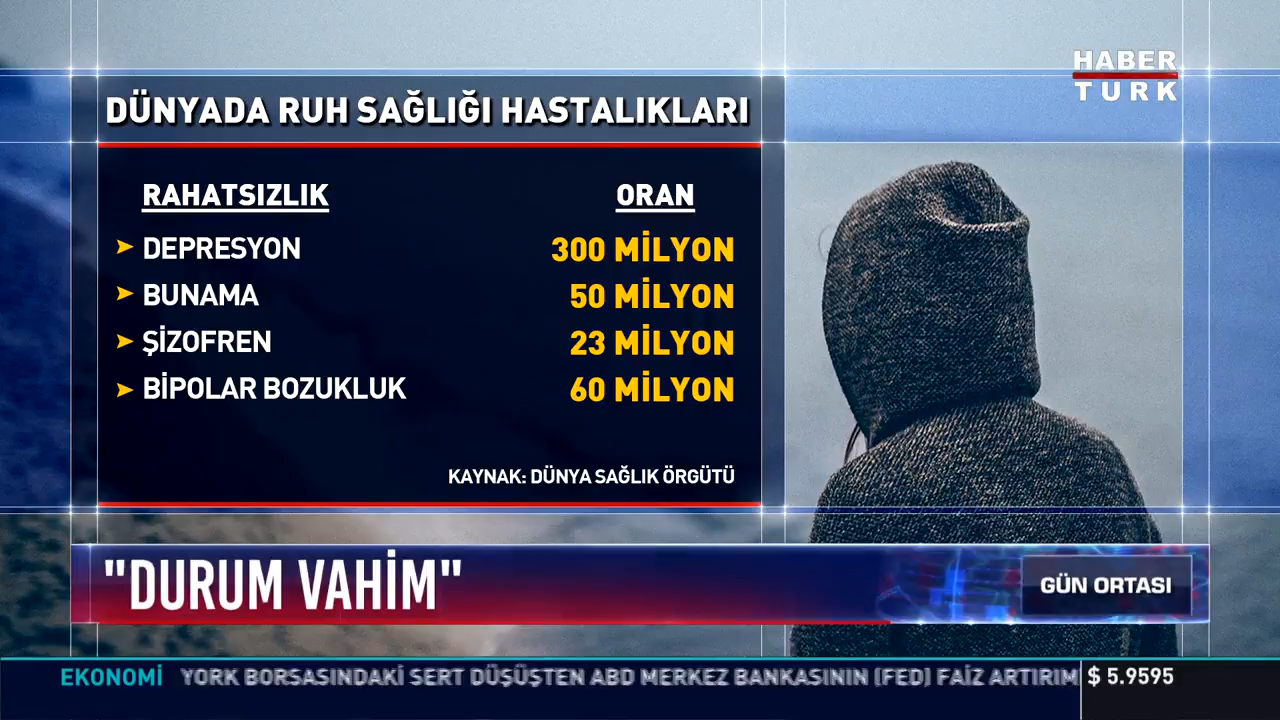 HABER
TURK
DÜNYADA RUH SAĞLIĞI HASTALIKLARI
RAHATSIZLIK ORAN
DEPRESYON 300 MİLYON
BUNAMA 50 MİLYON
ŞİZOFREN 23 MİLYON
BİPOLAR BOZUKLUK 60 MİLYON
KAYNAK: DÜNYA SAĞLIK ÖRGÜTÜ
"DURUM VAHİM"
GÜN ORTASI
EKONOMİ YORK BORSASINDAKİ SERT DÜŞÜŞTEN ABD MERKEZ BANKASININ (FED) FAİZ ARTIRIM $ 5.9595